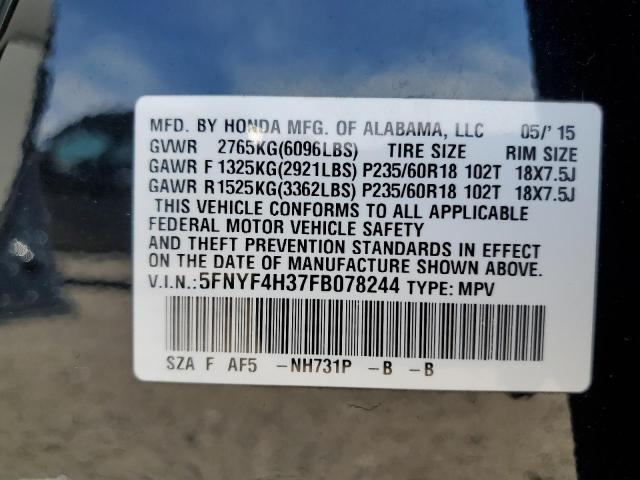 MFD. BY HONDA MFG. OF ALABAMA, LLC 05/' 15
GVWR 2765KG(6096LBS) TIRE SIZE RIM SIZE
GAWR F 1325KG(2921LBS) P235/60R18 102T 18X7.5J
GAWR R 1525KG(3362LBS) P235/60R18 102T 18X7.5J
THIS VEHICLE CONFORMS TO ALL APPLICABLE
FEDERAL MOTOR VEHICLE SAFETY
AND THEFT PREVENTION STANDARDS IN EFFECT
ON THE DATE OF MANUFACTURE SHOWN ABOVE.
V.I.N.:5FNYF4H37FB078244 TYPE: MPV
SZA F AF5 -NH731P -B -B